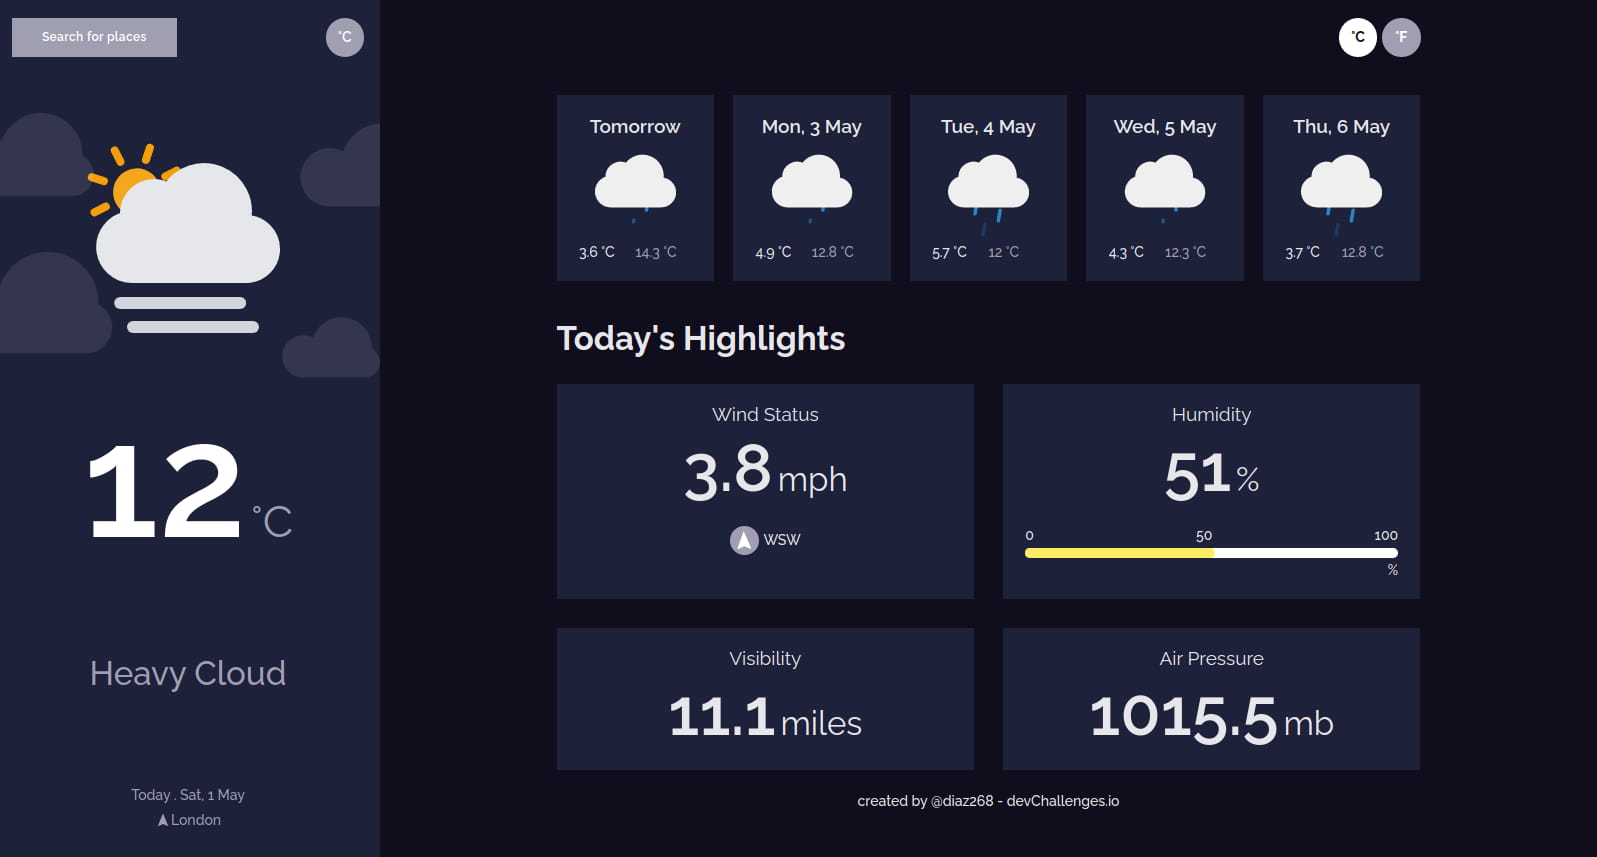 Search for places
°C
12 °C
Heavy Cloud
Today . Sat, 1 May
London
°C °F
Tomorrow
3.6 °C 14.3 °C
Mon, 3 May
4.9 °C 12.8 °C
Tue, 4 May
5.7 °C 12 °C
Wed, 5 May
4.3 °C 12.3 °C
Thu, 6 May
3.7 °C 12.8 °C
Today's Highlights
Wind Status
3.8 mph
WSW
Humidity
51 %
0 50 100
%
Visibility
11.1 miles
Air Pressure
1015.5 mb
created by @diaz268 - devChallenges.io